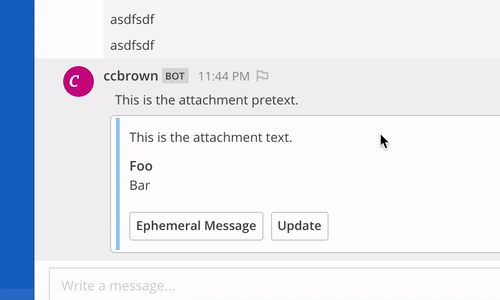 asdfsdf
asdfsdf
C
ccbrown BOT 11:44 PM
This is the attachment pretext.
This is the attachment text.
Foo
Bar
Ephemeral Message Update
Write a message...